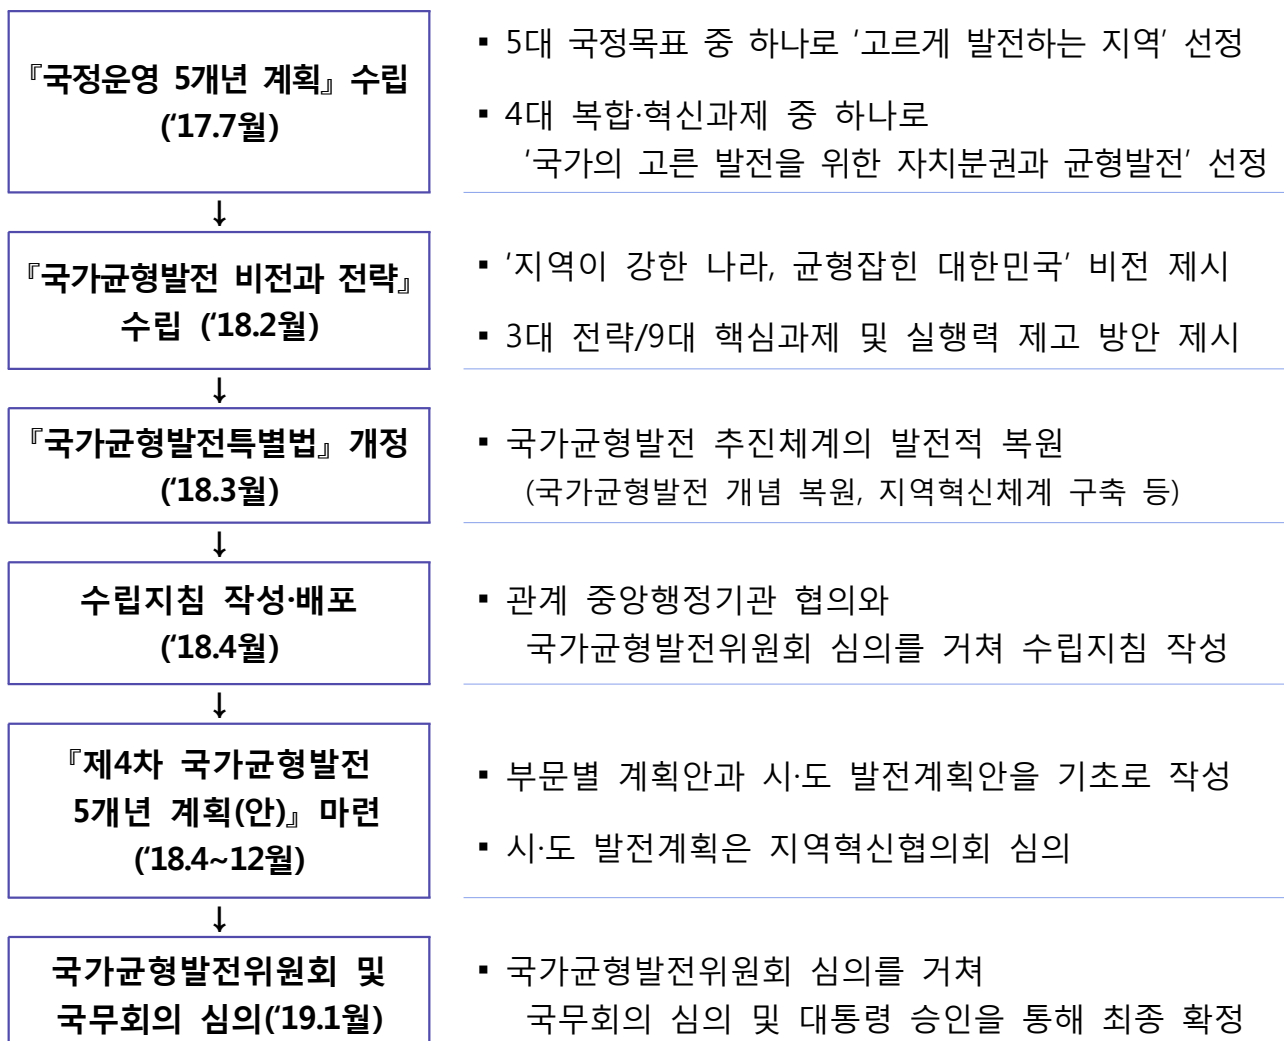 『국정운영 5개년 계획』 수립
(‘17.7월)
▪ 5대 국정목표 중 하나로 ‘고르게 발전하는 지역’ 선정
▪ 4대 복합·혁신과제 중 하나로
‘국가의 고른 발전을 위한 자치분권과 균형발전’ 선정
↓
『국가균형발전 비전과 전략』
수립 (‘18.2월)
▪ ‘지역이 강한 나라, 균형잡힌 대한민국’ 비전 제시
▪ 3대 전략/9대 핵심과제 및 실행력 제고 방안 제시
↓
『국가균형발전특별법』 개정
(‘18.3월)
▪ 국가균형발전 추진체계의 발전적 복원
(국가균형발전 개념 복원, 지역혁신체계 구축 등)
↓
수립지침 작성·배포
(‘18.4월)
▪ 관계 중앙행정기관 협의와
국가균형발전위원회 심의를 거쳐 수립지침 작성
↓
『제4차 국가균형발전
5개년 계획(안)』 마련
(‘18.4~12월)
▪ 부문별 계획안과 시·도 발전계획안을 기초로 작성
▪ 시·도 발전계획은 지역혁신협의회 심의
↓
국가균형발전위원회 및
국무회의 심의(‘19.1월)
▪ 국가균형발전위원회 심의를 거쳐
국무회의 심의 및 대통령 승인을 통해 최종 확정